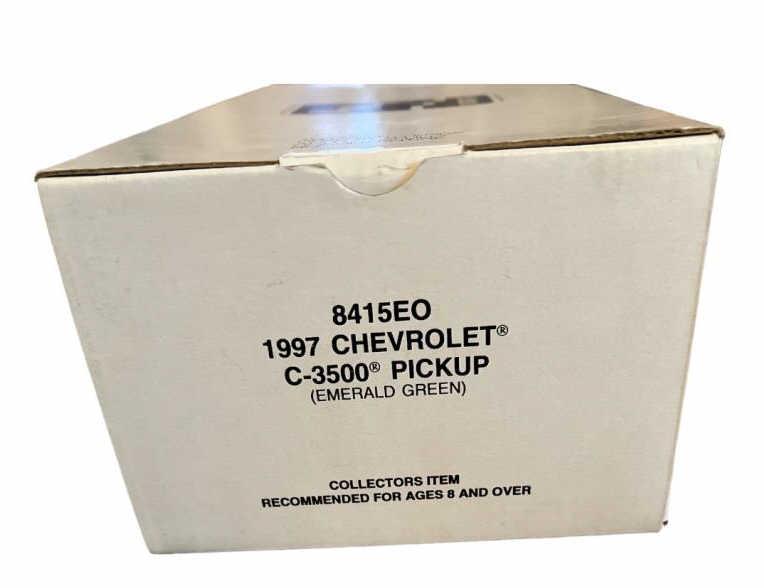 8415EO
1997 CHEVROLET®
C-3500® PICKUP
(EMERALD GREEN)
COLLECTORS ITEM
RECOMMENDED FOR AGES 8 AND OVER